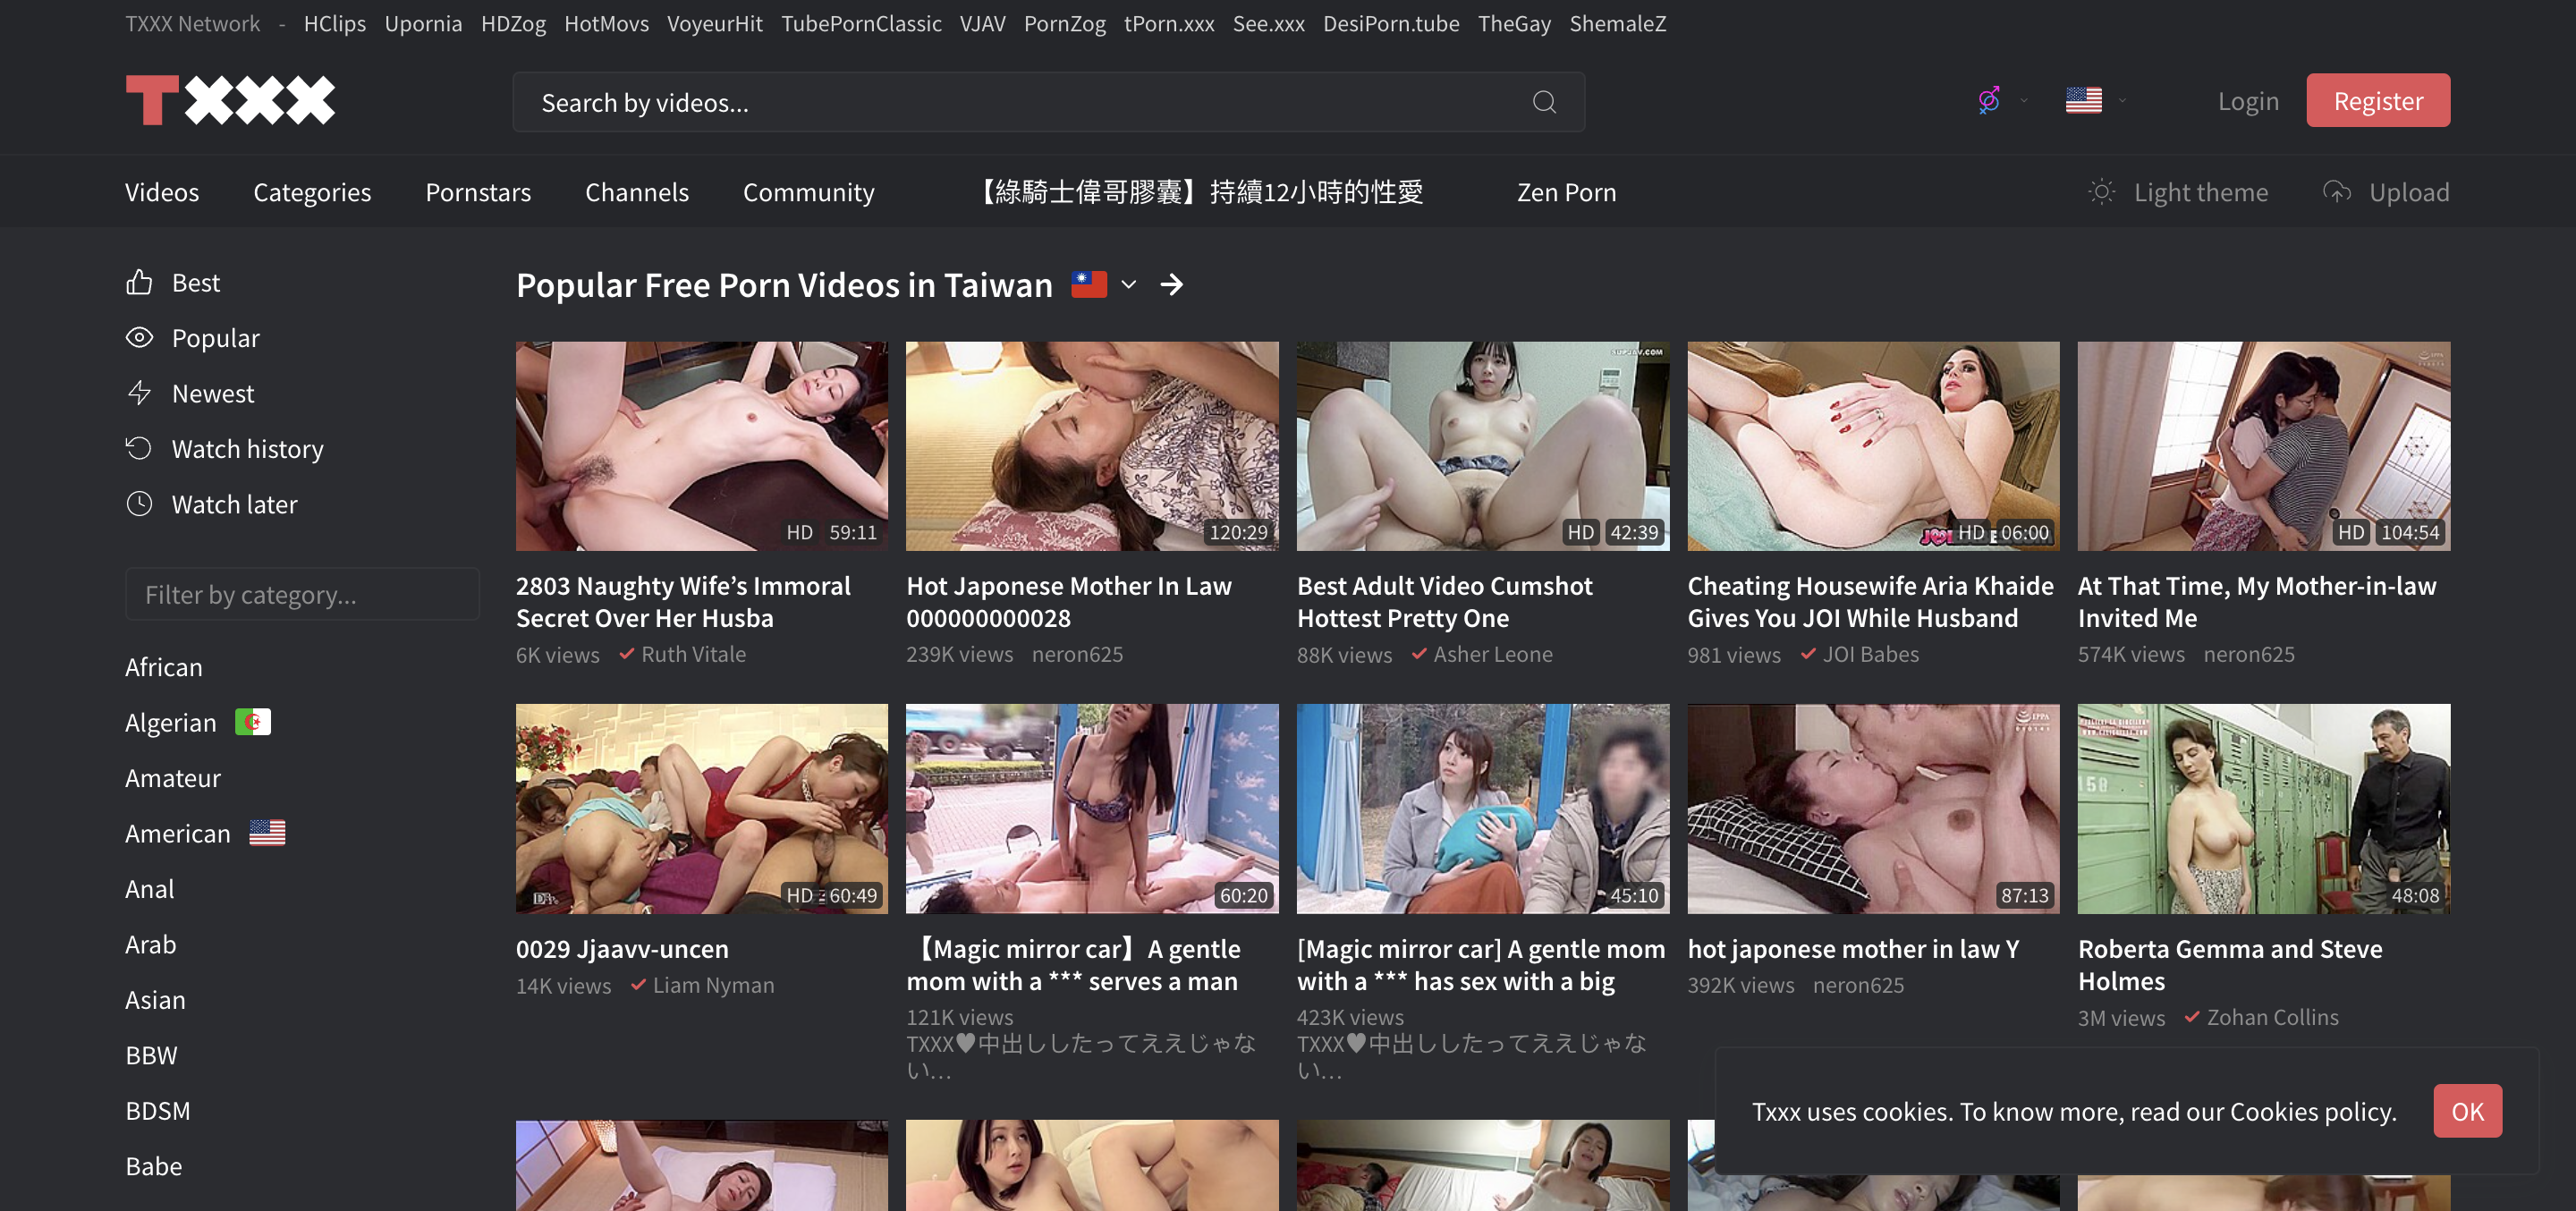 TXXX Network - HClips Upornia HDZog HotMovs VoyeurHit TubePornClassic VJAV PornZog tPorn.xxx See.xxx DesiPorn.tube TheGay ShemaleZ
TXXX
Search by videos...
Login
Register
Videos Categories Pornstars Channels Community 【綠騎士偉哥膠囊】持續12小時的性愛 Zen Porn Light theme Upload
Best
Popular
Newest
Watch history
Watch later
Filter by category...
African
Algerian
Amateur
American
Anal
Arab
Asian
BBW
BDSM
Babe
Popular Free Porn Videos in Taiwan
HD 59:11
2803 Naughty Wife’s Immoral
Secret Over Her Husba
6K views Ruth Vitale
120:29
Hot Japanese Mother In Law
000000000028
239K views neron625
SUPJAV.COM
HD 42:39
Best Adult Video Cumshot
Hottest Pretty One
88K views Asher Leone
HD 06:00
Cheating Housewife Aria Khaide
Gives You JOI While Husband
981 views JOI Babes
HD 104:54
At That Time, My Mother-in-law
Invited Me
574K views neron625
HD 60:49
0029 Jjaavv-uncen
14K views Liam Nyman
60:20
【Magic mirror car】A gentle
mom with a *** serves a man
121K views
TXXX♥中出ししたってええじゃな
い…
45:10
[Magic mirror car] A gentle mom
with a *** has sex with a big
423K views
TXXX♥中出ししたってええじゃな
い…
87:13
hot japonese mother in law Y
392K views neron625
158
48:08
Roberta Gemma and Steve
Holmes
3M views Zohan Collins
Txxx uses cookies. To know more, read our Cookies policy.
OK